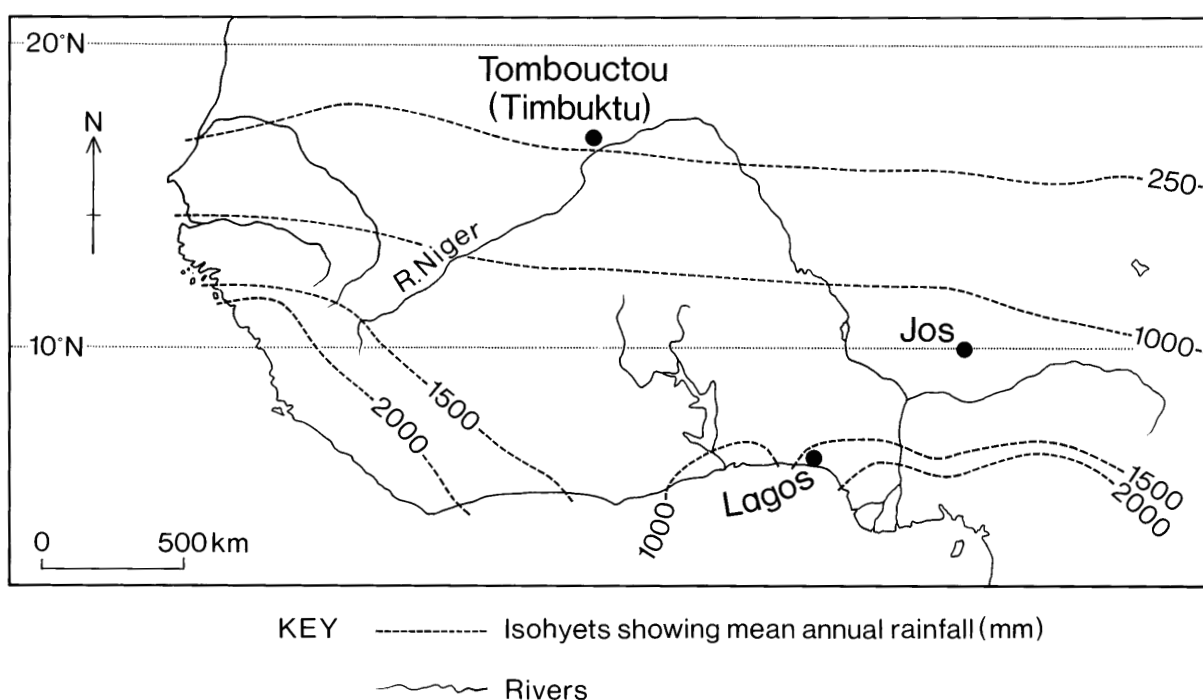 20°N
Tombouctou
(Timbuktu)
N
250
R.Niger
Jos
1000
10°N
1500
2000
Lagos
1500
2000
1000
0 500 km
KEY Isohyets showing mean annual rainfall (mm)
Rivers